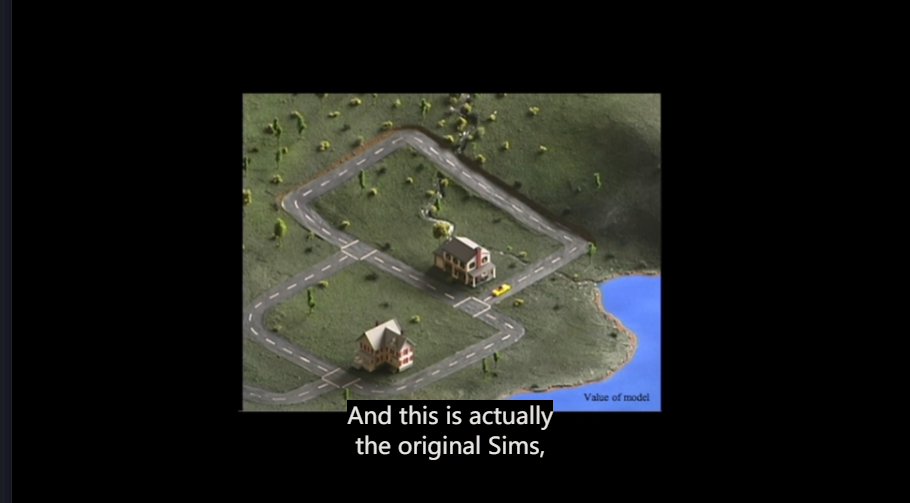 Value of model
And this is actually
the original Sims,